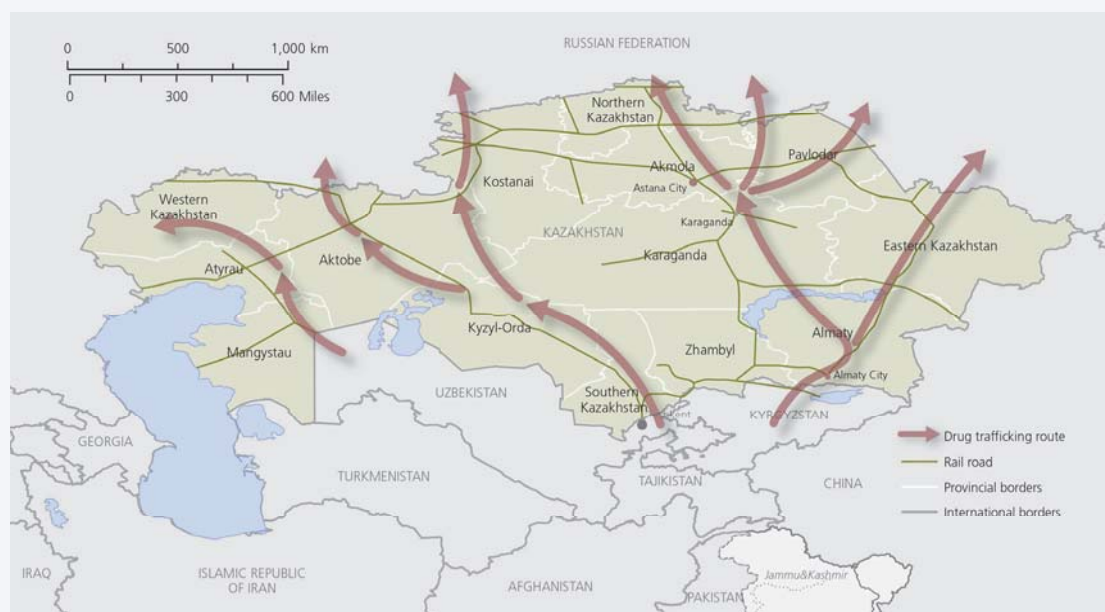 0 500 1,000 km
0 300 600 Miles
RUSSIAN FEDERATION
Northern
Kazakhstan
Pavlodar
Akmola
Astana City
Kostanai
Western
Kazakhstan
KAZAKHSTAN
Karaganda
Karaganda
Eastern Kazakhstan
Aktobe
Atyrau
Kyzyl-Orda
Almaty
Zhambyl
Mangystau
Almaty City
UZBEKISTAN
Southern
Kazakhstan
KYRGYZSTAN
GEORGIA
TURKMENISTAN
TAJIKISTAN
CHINA
Drug trafficking route
Rail road
Provincial borders
International borders
IRAQ
ISLAMIC REPUBLIC
OF IRAN
AFGHANISTAN
PAKISTAN
Jammu&Kashmir